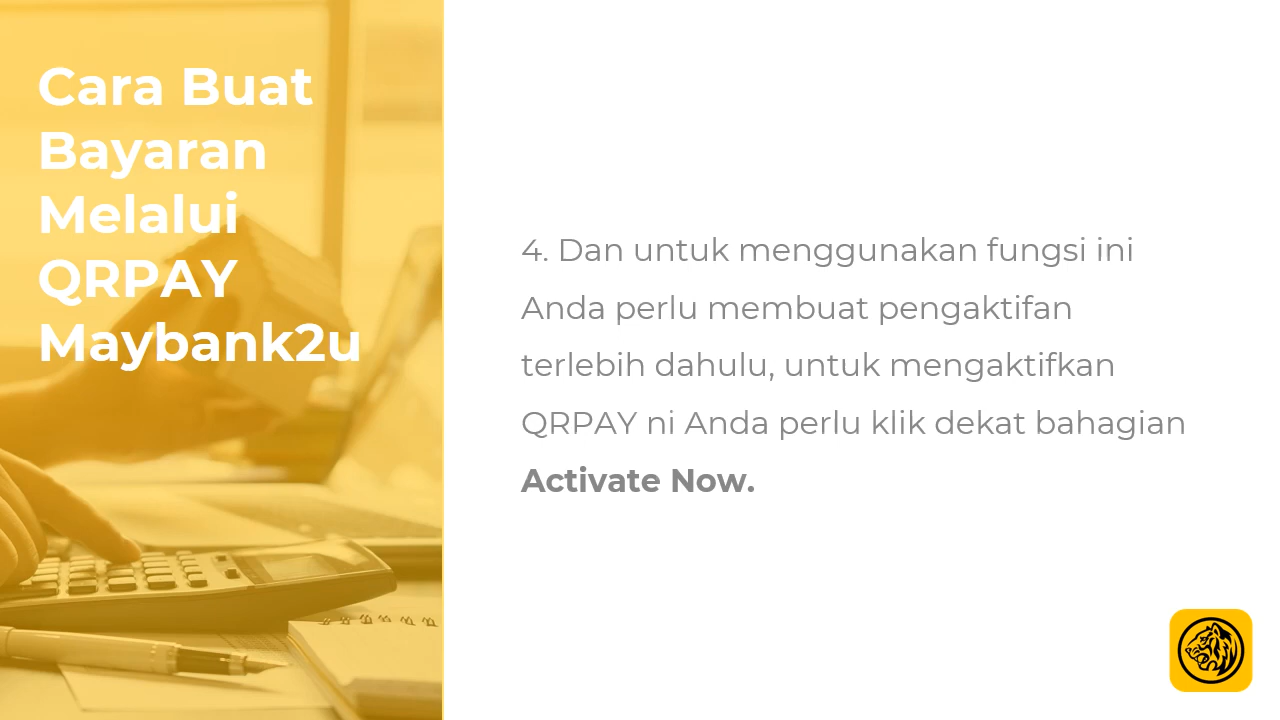 Cara Buat
Bayaran
Melalui
QRPAY
Maybank2u
4. Dan untuk menggunakan fungsi ini
Anda perlu membuat pengaktifan
terlebih dahulu, untuk mengaktifkan
QRPAY ni Anda perlu klik dekat bahagian
Activate Now.